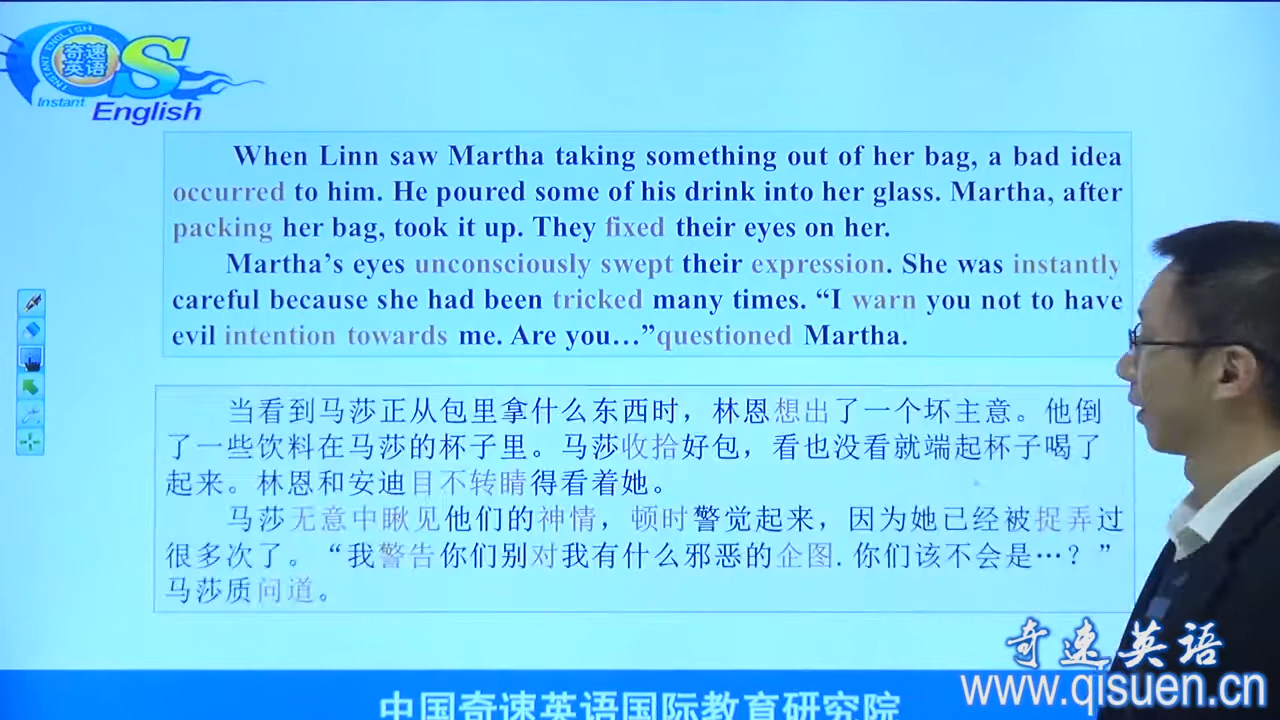 INSTANT ENGLISH
奇速
英语
S
Instant
English
When Linn saw Martha taking something out of her bag, a bad idea
occurred to him. He poured some of his drink into her glass. Martha, after
packing her bag, took it up. They fixed their eyes on her.
Martha’s eyes unconsciously swept their expression. She was instantly
careful because she had been tricked many times. “I warn you not to have
evil intention towards me. Are you…”questioned Martha.
当看到马莎正从包里拿什么东西时，林恩想出了一个坏主意。他倒
了一些饮料在马莎的杯子里。马莎收拾好包，看也没看就端起杯子喝了
起来。林恩和安迪目不转睛得看着她。
马莎无意中瞅见他们的神情，顿时警觉起来，因为她已经被捉弄过
很多次了。“我警告你们别对我有什么邪恶的企图.你们该不会是…？”
马莎质问道。
奇速英语
www.qisuen.cn
中国奇速英语国际教育研究院